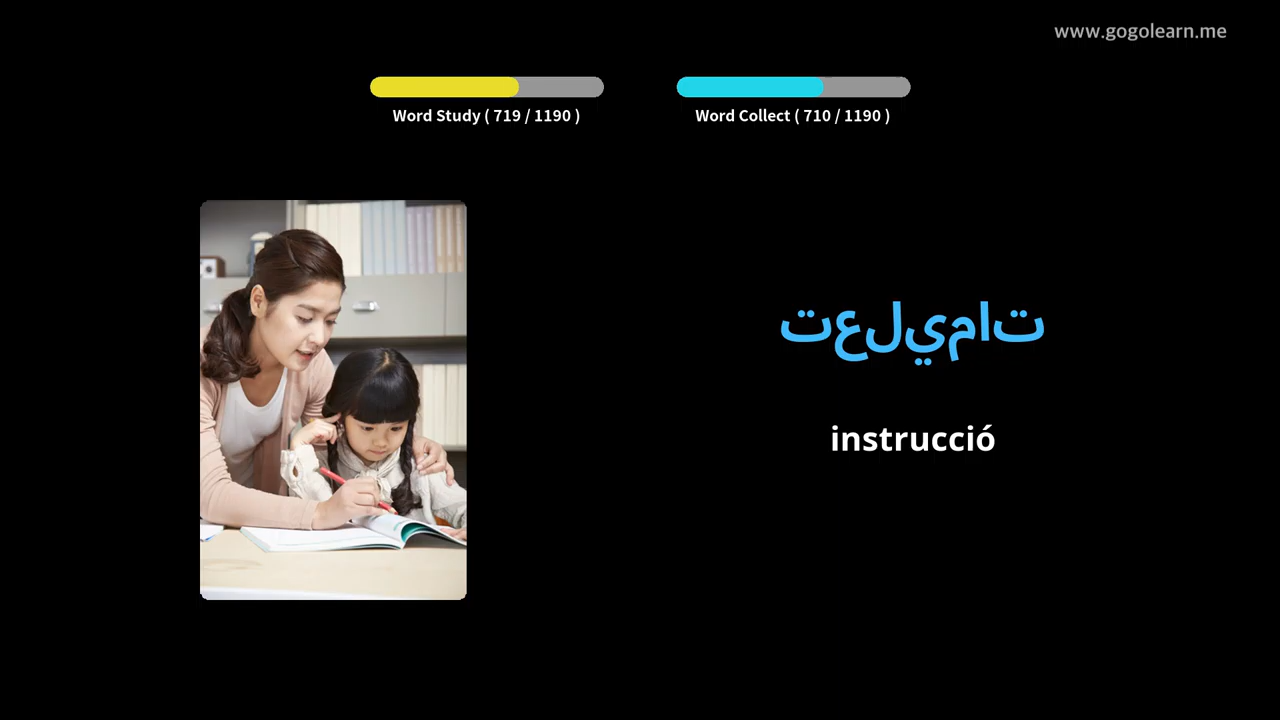 www.gogolearn.me
Word Study ( 719 / 1190 )
Word Collect ( 710 / 1190 )
تعليمات
instrucció